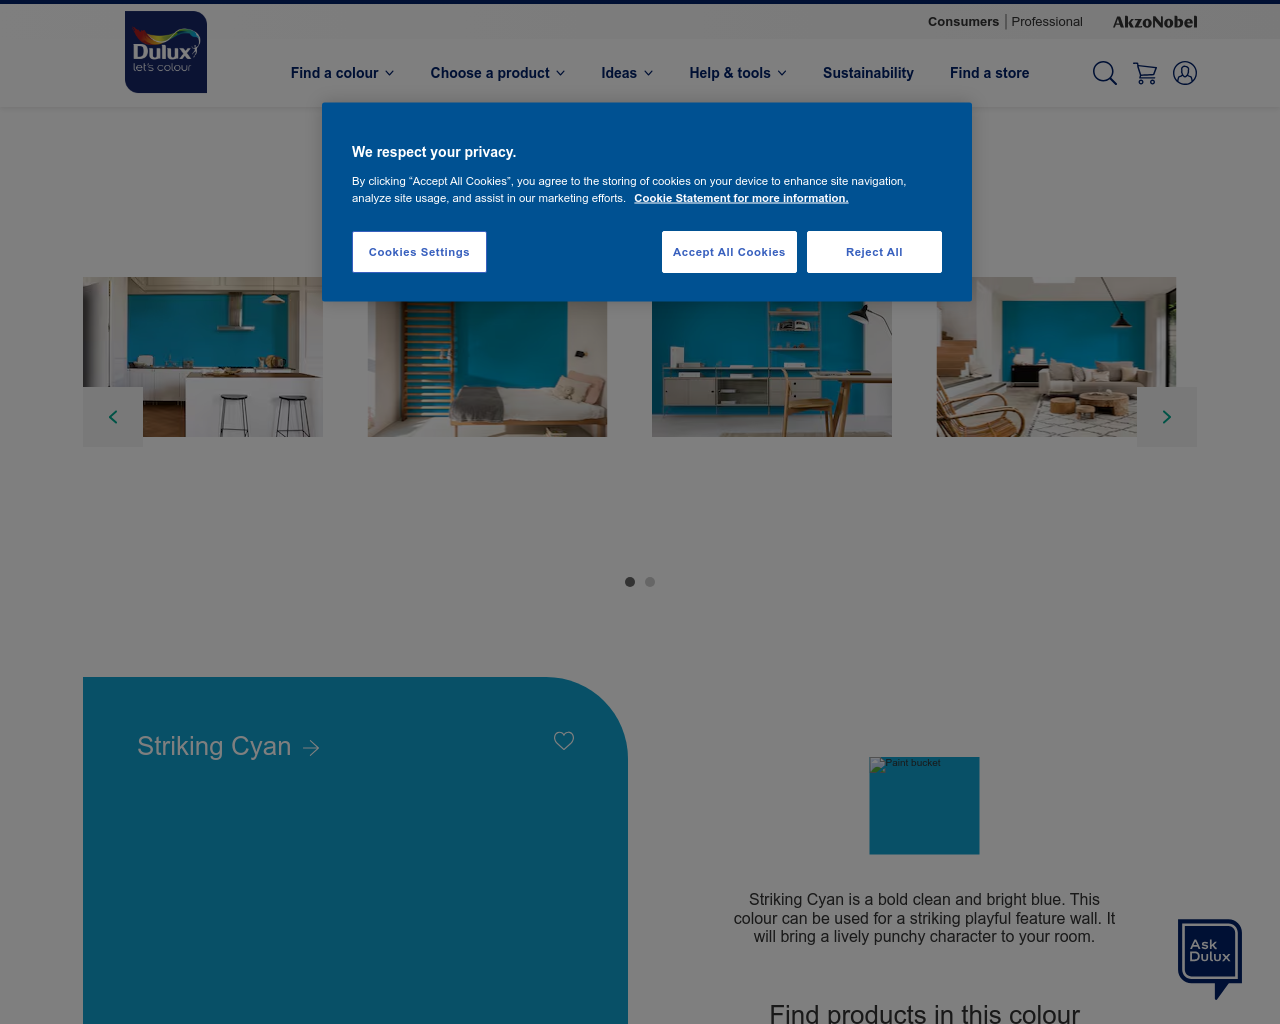 Consumers | Professional
AkzoNobel
Dulux
let's colour
Find a colour
Choose a product
Ideas
Help & tools
Sustainability
Find a store
We respect your privacy.
By clicking “Accept All Cookies”, you agree to the storing of cookies on your device to enhance site navigation,
analyze site usage, and assist in our marketing efforts. Cookie Statement for more information.
Cookies Settings
Accept All Cookies
Reject All
Striking Cyan
Paint bucket
Striking Cyan is a bold clean and bright blue. This
colour can be used for a striking playful feature wall. It
will bring a lively punchy character to your room.
Ask
Dulux
Find products in this colour